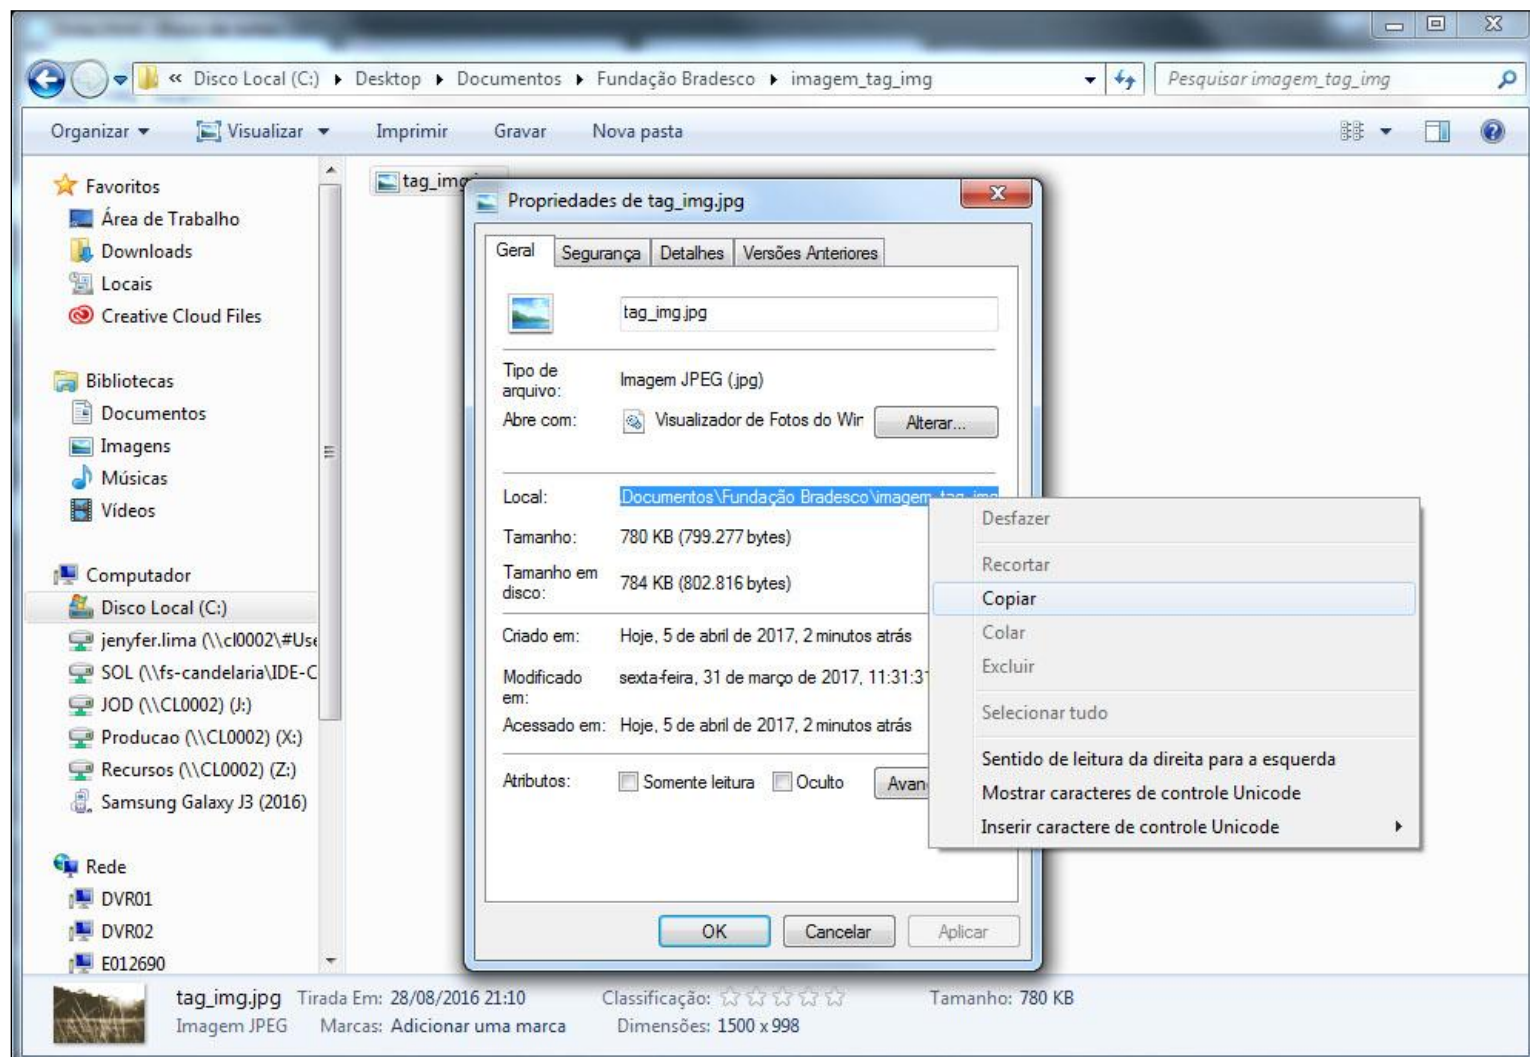 « Disco Local (C:) ▸ Desktop ▸ Documentos ▸ Fundação Bradesco ▸ imagem_tag_img
Pesquisar imagem_tag_img
Organizar Visualizar Imprimir Gravar Nova pasta
Favoritos
Área de Trabalho
Downloads
Locais
Creative Cloud Files
Bibliotecas
Documentos
Imagens
Músicas
Vídeos
Computador
Disco Local (C:)
jenyfer.lima (\\cl0002\#Use
SOL (\\fs-candelaria\IDE-C
JOD (\\CL0002) (J:)
Producao (\\CL0002) (X:)
Recursos (\\CL0002) (Z:)
Samsung Galaxy J3 (2016)
Rede
DVR01
DVR02
E012690
tag_img
Propriedades de tag_img.jpg
Geral Segurança Detalhes Versões Anteriores
tag_img.jpg
Tipo de arquivo: Imagem JPEG (.jpg)
Abre com: Visualizador de Fotos do Win Alterar...
Local: Documentos\Fundação Bradesco\imagem_tag_img
Tamanho: 780 KB (799.277 bytes)
Tamanho em disco: 784 KB (802.816 bytes)
Criado em: Hoje, 5 de abril de 2017, 2 minutos atrás
Modificado em: sexta-feira, 31 de março de 2017, 11:31:31
Acessado em: Hoje, 5 de abril de 2017, 2 minutos atrás
Atributos: Somente leitura Oculto Avan
OK Cancelar Aplicar
Desfazer
Recortar
Copiar
Colar
Excluir
Selecionar tudo
Sentido de leitura da direita para a esquerda
Mostrar caracteres de controle Unicode
Inserir caractere de controle Unicode
tag_img.jpg Tirada Em: 28/08/2016 21:10 Classificação: Tamanho: 780 KB
Imagem JPEG Marcas: Adicionar uma marca Dimensões: 1500 x 998